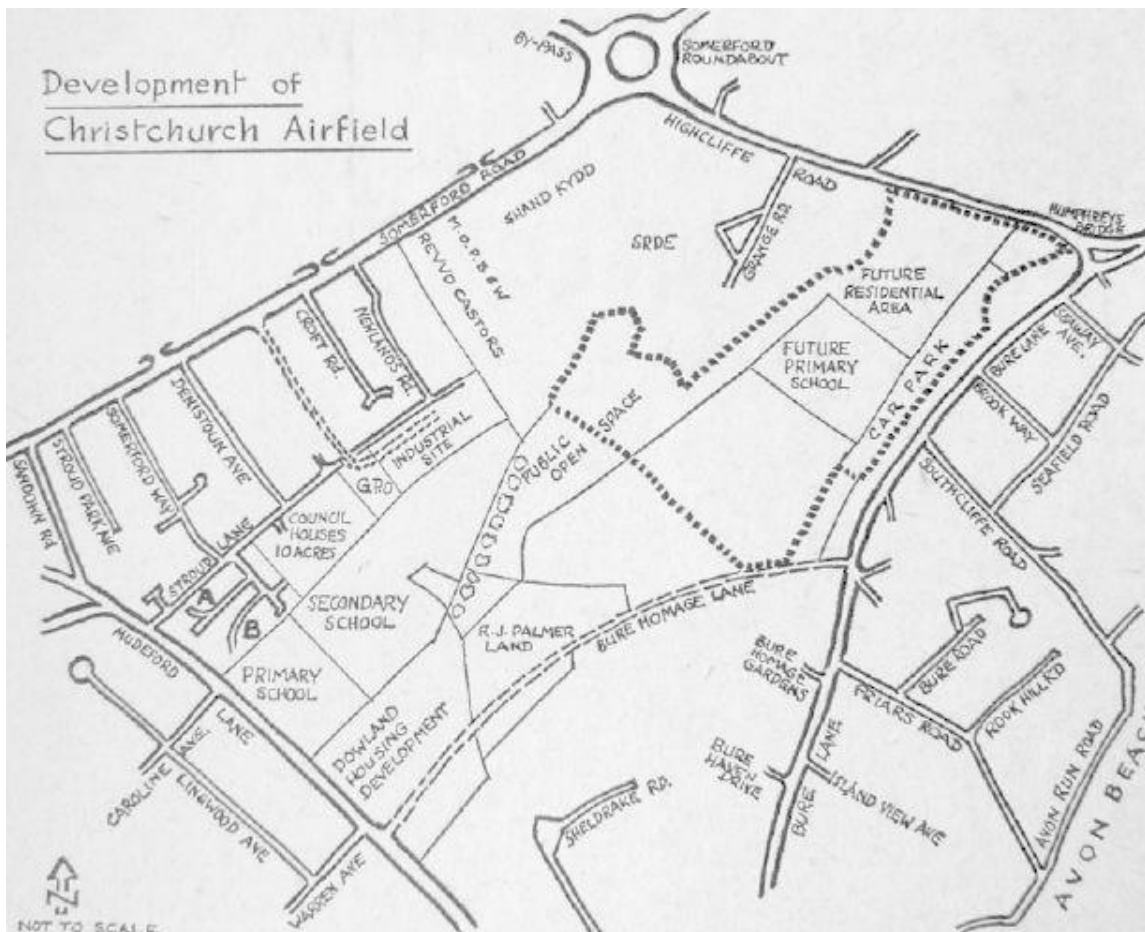 Development of
Christchurch Airfield
BY-PASS
SOMERFORD
ROUNDABOUT
HIGHCLIFFE
ROAD
HUMPHREYS
BRIDGE
SOMERFORD ROAD
SHAND KYDD
M.O.P.B & W
REVVO CASTORS
SRDE
GRANGE RD.
FUTURE
RESIDENTIAL
AREA
FUTURE
PRIMARY
SCHOOL
CAR PARK
BURE LANE
BROOK WAY
SEAFIELD ROAD
SOUTHCLIFFE ROAD
NEWLANDS RD.
CROFT Rd.
DENISTOUN AVE
SOMERFORD WAY
STROUD PARK AVE
SANDOWN Rd
INDUSTRIAL
SITE
G.P.O
PUBLIC
OPEN
SPACE
COUNCIL
HOUSES
10 ACRES
STROUD LANE
A
B
SECONDARY
SCHOOL
PRIMARY
SCHOOL
R.J. PALMER
LAND
BURE HOMAGE LANE
MUDEFORD
LANE
DOWLAND
HOUSING
DEVELOPMENT
CAROLINE AVE
LINGWOOD AVE
WARREN AVE
SHELDRAKE RD.
BURE
HOMAGE
GARDENS
BURE
HAVEN
DRIVE
BURE
LANE
ISLAND VIEW AVE
FRIARS ROAD
BURE ROAD
ROOK HILL RD
AVON RUN ROAD
AVON BEAC
N
NOT TO SCALE